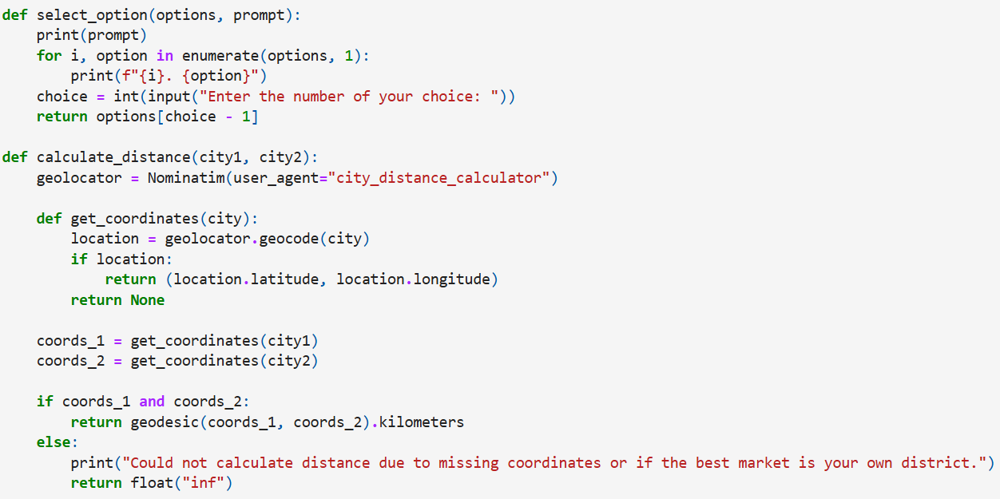 def select_option(options, prompt):
    print(prompt)
    for i, option in enumerate(options, 1):
        print(f"{i}. {option}")
    choice = int(input("Enter the number of your choice: "))
    return options[choice - 1]

def calculate_distance(city1, city2):
    geolocator = Nominatim(user_agent="city_distance_calculator")

    def get_coordinates(city):
        location = geolocator.geocode(city)
        if location:
            return (location.latitude, location.longitude)
        return None

    coords_1 = get_coordinates(city1)
    coords_2 = get_coordinates(city2)

    if coords_1 and coords_2:
        return geodesic(coords_1, coords_2).kilometers
    else:
        print("Could not calculate distance due to missing coordinates or if the best market is your own district.")
        return float("inf")